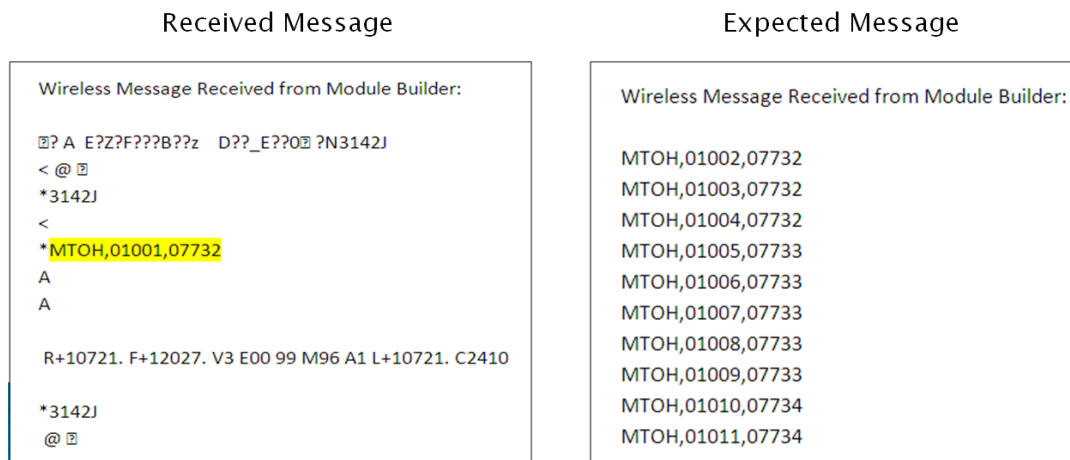 Received Message
Wireless Message Received from Module Builder:
⍰? A E?Z?F???B??z D??_E??0⍰ ?N3142J
< @ ⍰
*3142J
<
*MTOH,01001,07732
A
A
R+10721. F+12027. V3 E00 99 M96 A1 L+10721. C2410
*3142J
@ ⍰
Expected Message
Wireless Message Received from Module Builder:
MTOH,01002,07732
MTOH,01003,07732
MTOH,01004,07732
MTOH,01005,07733
MTOH,01006,07733
MTOH,01007,07733
MTOH,01008,07733
MTOH,01009,07733
MTOH,01010,07734
MTOH,01011,07734